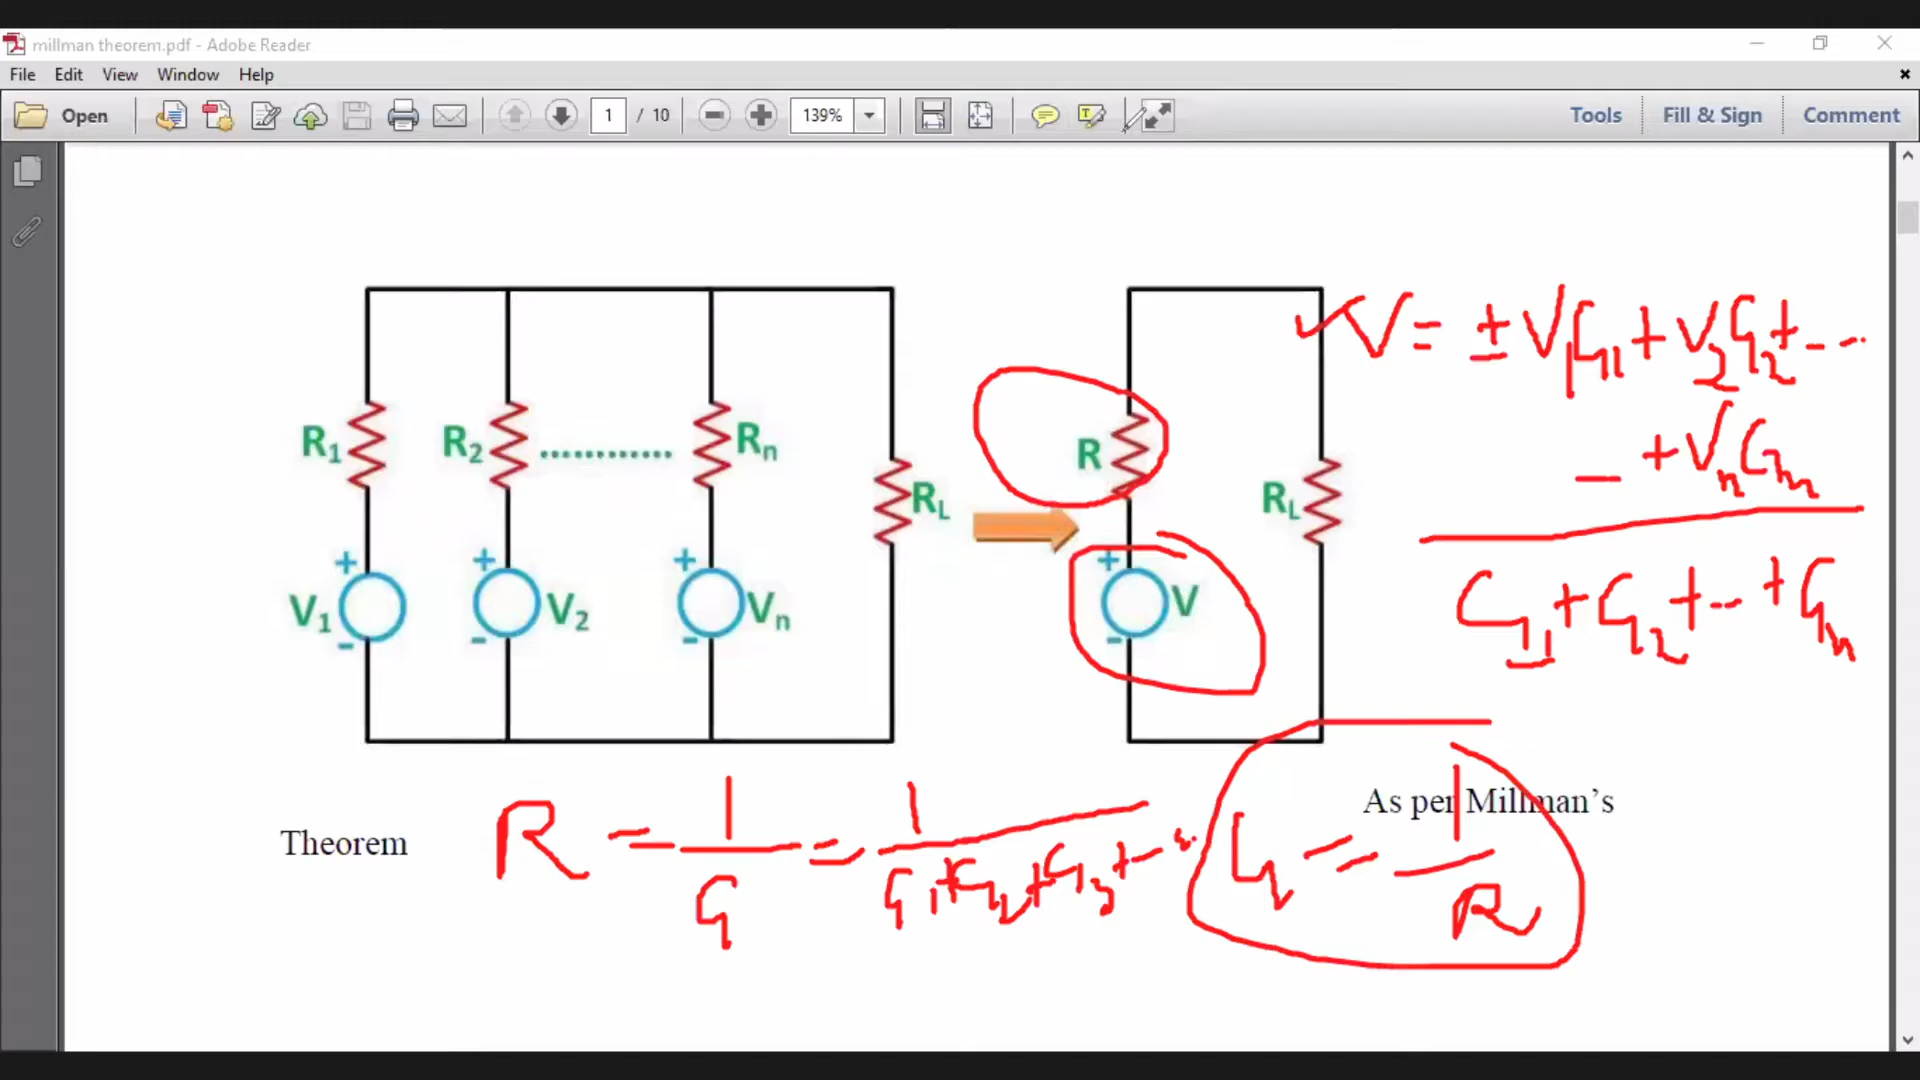 millman theorem.pdf - Adobe Reader
File Edit View Window Help
Open 1 / 10 139% Tools Fill & Sign Comment
V = ± V1G1 + V2G2 + -- ..
- + VnGn
G1 + G2 + -- + Gn
R1 R2 ............ Rn RL R RL
+ + + +
V1 V2 Vn V
- - - -
As per Millman's
Theorem
R = 1/G = 1/G1+G2+G3+-- ..
G = 1/R